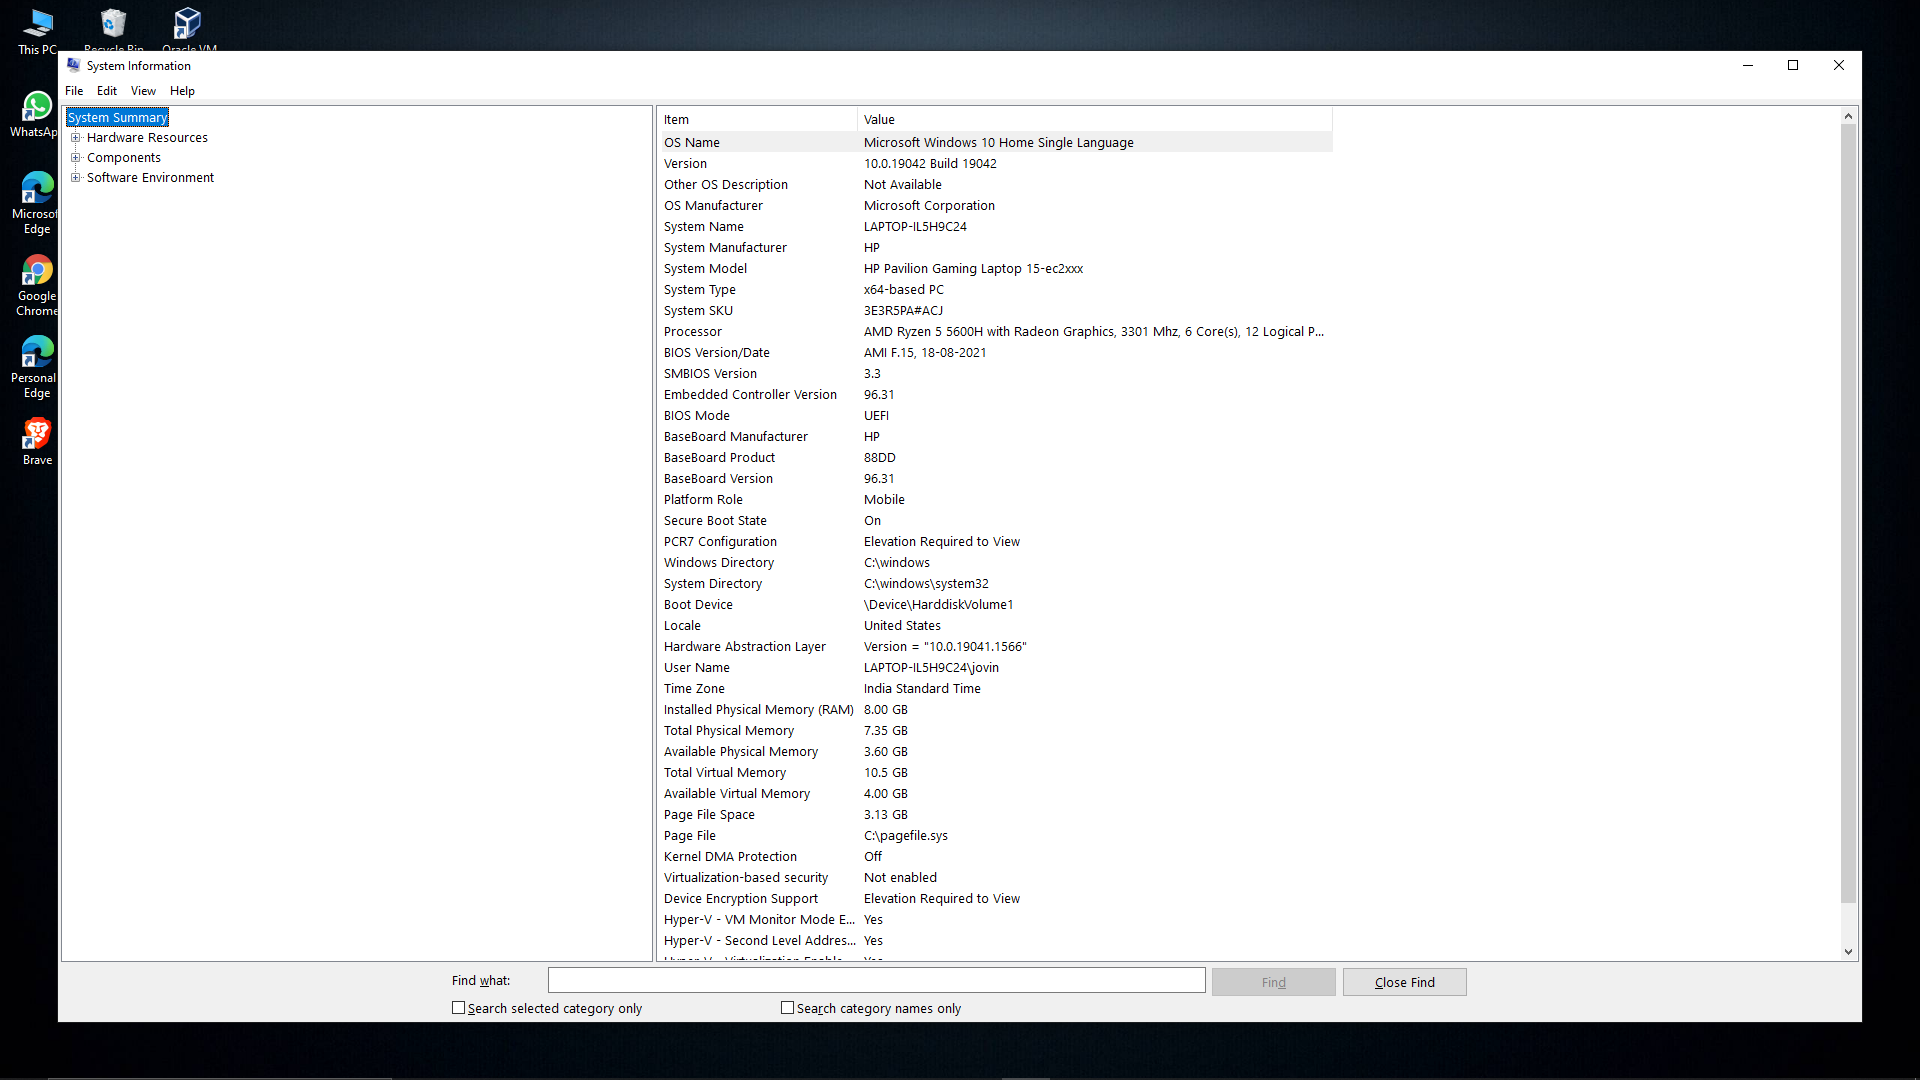 This PC
Recycle Bin
Oracle VM
WhatsAp
Microsof
Edge
Google
Chrome
Personal
Edge
Brave
System Information
File Edit View Help
System Summary
Hardware Resources
Components
Software Environment
Item Value
OS Name Microsoft Windows 10 Home Single Language
Version 10.0.19042 Build 19042
Other OS Description Not Available
OS Manufacturer Microsoft Corporation
System Name LAPTOP-IL5H9C24
System Manufacturer HP
System Model HP Pavilion Gaming Laptop 15-ec2xxx
System Type x64-based PC
System SKU 3E3R5PA#ACJ
Processor AMD Ryzen 5 5600H with Radeon Graphics, 3301 Mhz, 6 Core(s), 12 Logical P...
BIOS Version/Date AMI F.15, 18-08-2021
SMBIOS Version 3.3
Embedded Controller Version 96.31
BIOS Mode UEFI
BaseBoard Manufacturer HP
BaseBoard Product 88DD
BaseBoard Version 96.31
Platform Role Mobile
Secure Boot State On
PCR7 Configuration Elevation Required to View
Windows Directory C:\windows
System Directory C:\windows\system32
Boot Device \Device\HarddiskVolume1
Locale United States
Hardware Abstraction Layer Version = "10.0.19041.1566"
User Name LAPTOP-IL5H9C24\jovin
Time Zone India Standard Time
Installed Physical Memory (RAM) 8.00 GB
Total Physical Memory 7.35 GB
Available Physical Memory 3.60 GB
Total Virtual Memory 10.5 GB
Available Virtual Memory 4.00 GB
Page File Space 3.13 GB
Page File C:\pagefile.sys
Kernel DMA Protection Off
Virtualization-based security Not enabled
Device Encryption Support Elevation Required to View
Hyper-V - VM Monitor Mode E... Yes
Hyper-V - Second Level Addres... Yes
Hyper-V - Virtualization Enable... Yes
Find what: Find Close Find
Search selected category only Search category names only